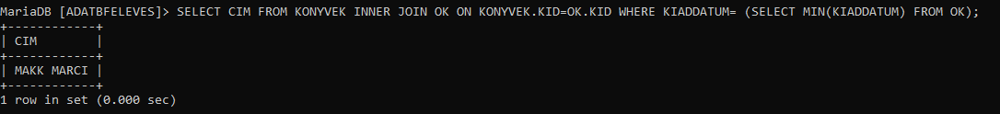 MariaDB [ADATBFELEVES]> SELECT CIM FROM KONYVEK INNER JOIN OK ON KONYVEK.KID=OK.KID WHERE KIADDATUM= (SELECT MIN(KIADDATUM) FROM OK);
+------------+
| CIM        |
+------------+
| MAKK MARCI |
+------------+
1 row in set (0.000 sec)